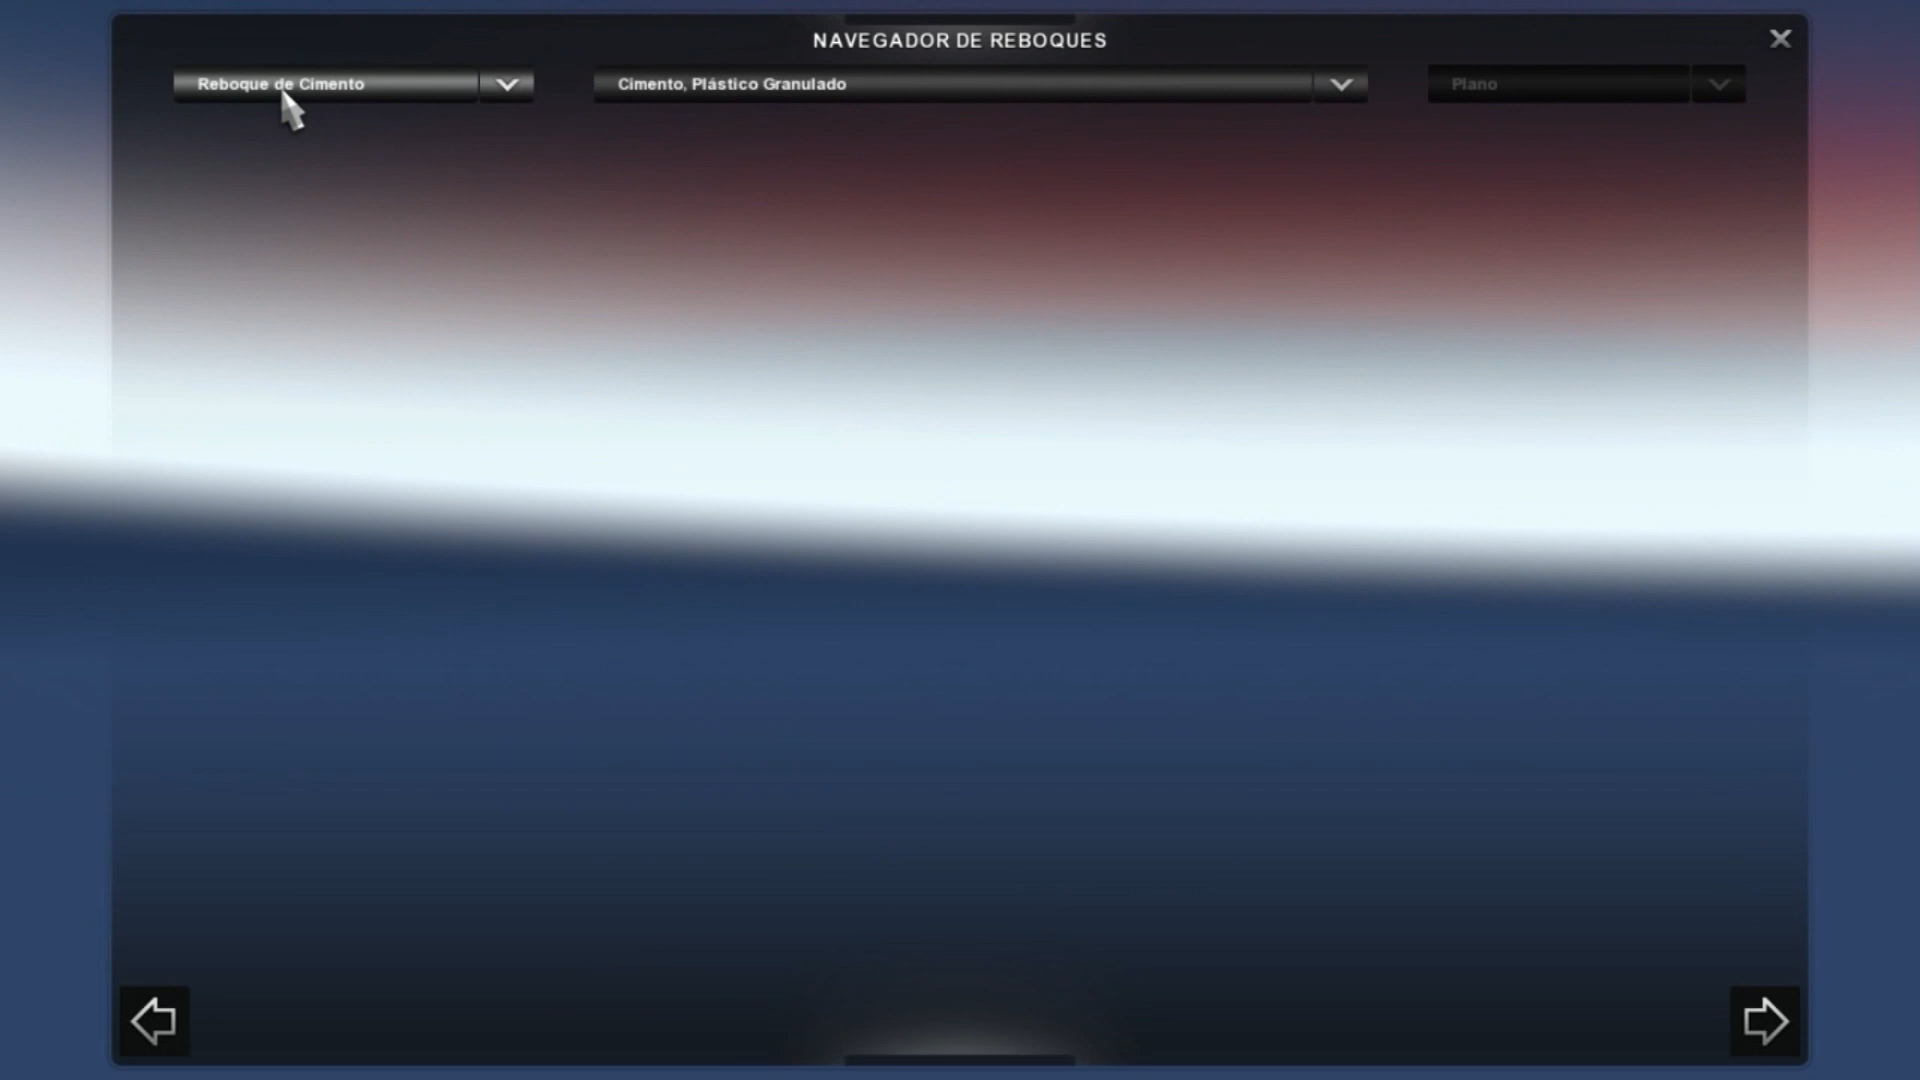 NAVEGADOR DE REBOQUES
Reboque de Cimento
Cimento, Plástico Granulado
Plano